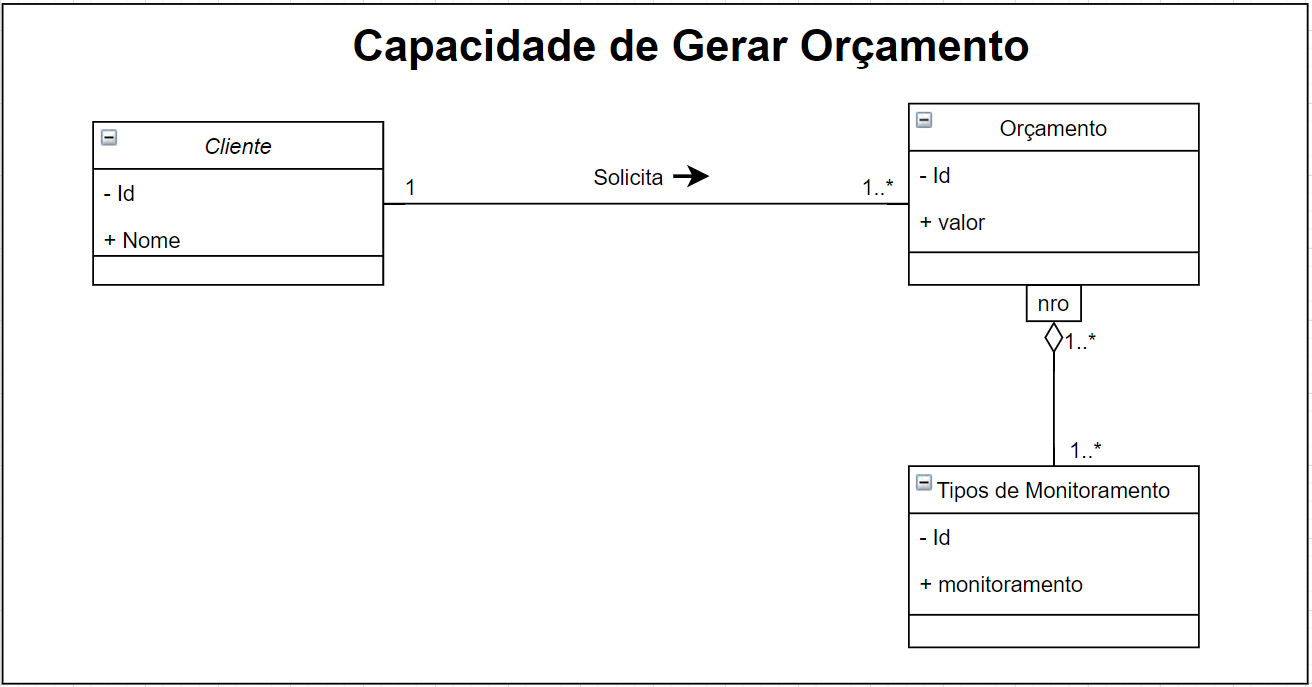 Capacidade de Gerar Orçamento
Cliente
- Id
+ Nome
1
Solicita
1..*
Orçamento
- Id
+ valor
nro
1..*
1..*
Tipos de Monitoramento
- Id
+ monitoramento